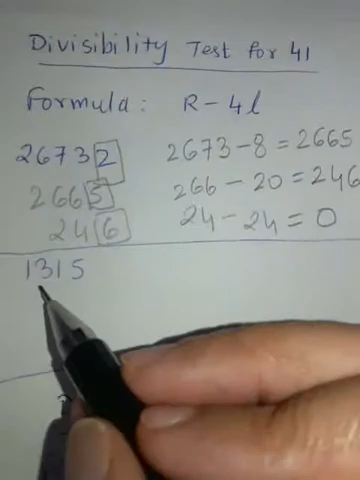 Divisibility Test for 41
Formula: R - 4l
26732 2673 - 8 = 2665
2665 266 - 20 = 246
246 24 - 24 = 0
1315